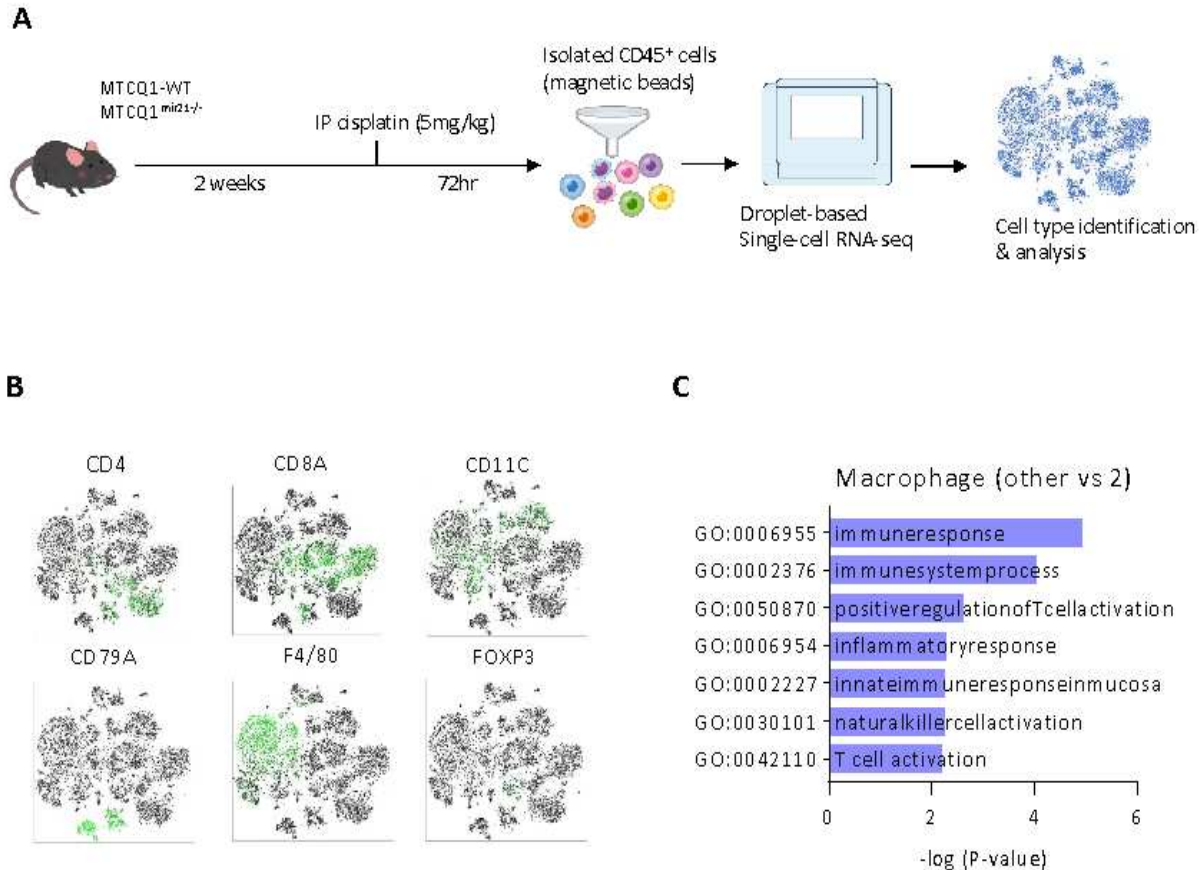 A
MTCQ1-WT
MTCQ1mir21-/-
IP cisplatin (5mg/kg)
2 weeks
72hr
Isolated CD45+ cells
(magnetic beads)
Droplet-based
Single-cell RNA-seq
Cell type identification
& analysis
B
CD4
CD8A
CD11C
CD79A
F4/80
FOXP3
C
Macrophage (other vs 2)
GO:0006955 immuneresponse
GO:0002376 immunesystemprocess
GO:0050870 positiveregulationofTcellactivation
GO:0006954 inflammatoryresponse
GO:0002227 innateimmuneresponseinmucosa
GO:0030101 naturalkillercellactivation
GO:0042110 T cell activation
0 2 4 6
-log (P-value)